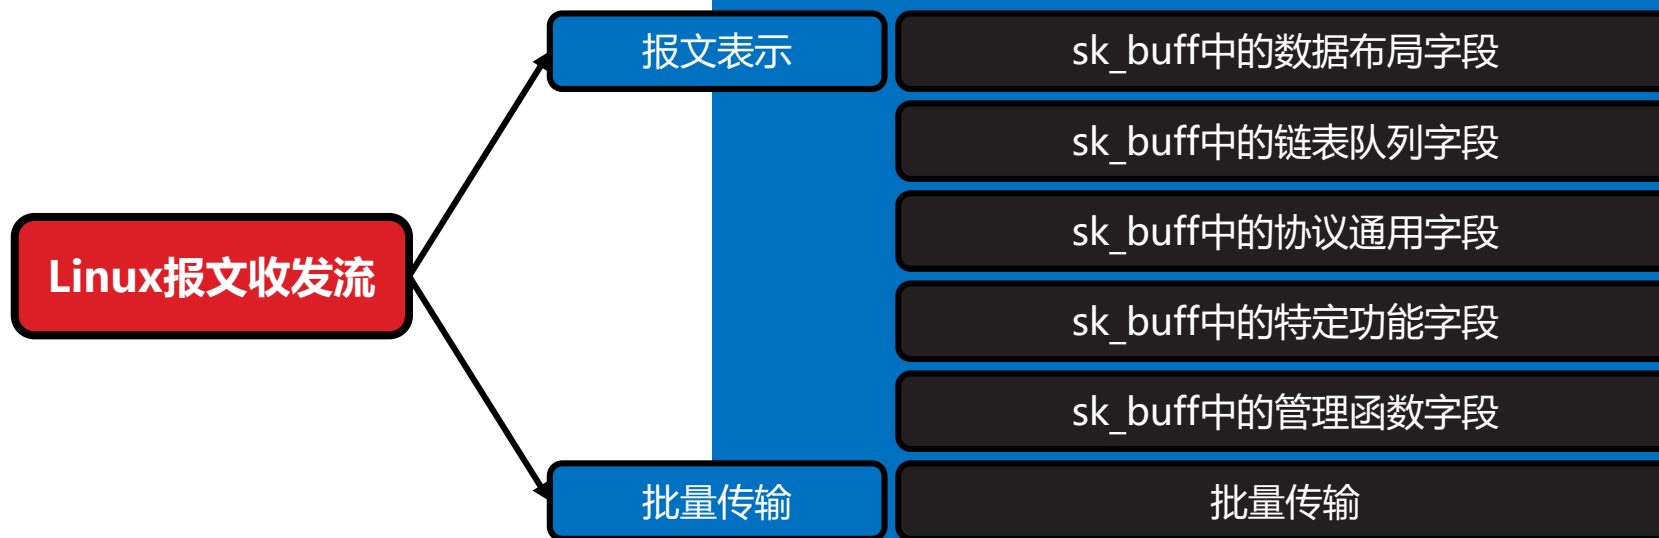 报文表示
sk_buff中的数据布局字段
sk_buff中的链表队列字段
sk_buff中的协议通用字段
Linux报文收发流
sk_buff中的特定功能字段
sk_buff中的管理函数字段
批量传输
批量传输